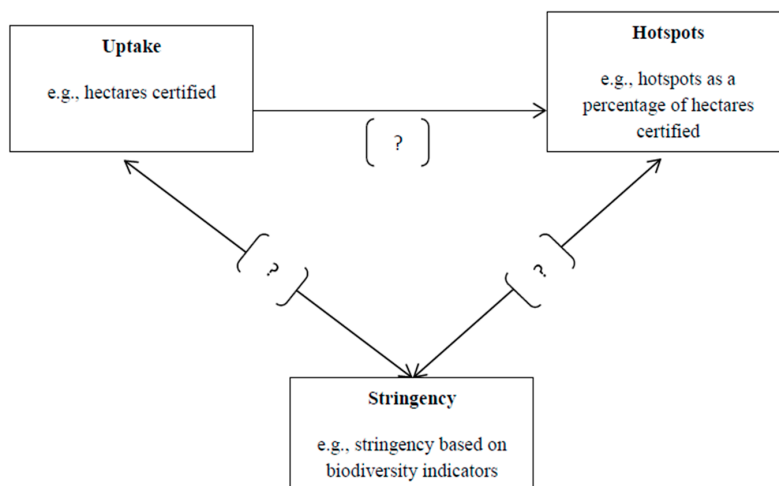 Uptake
e.g., hectares certified
Hotspots
e.g., hotspots as a
percentage of hectares
certified
?
?
?
Stringency
e.g., stringency based on
biodiversity indicators